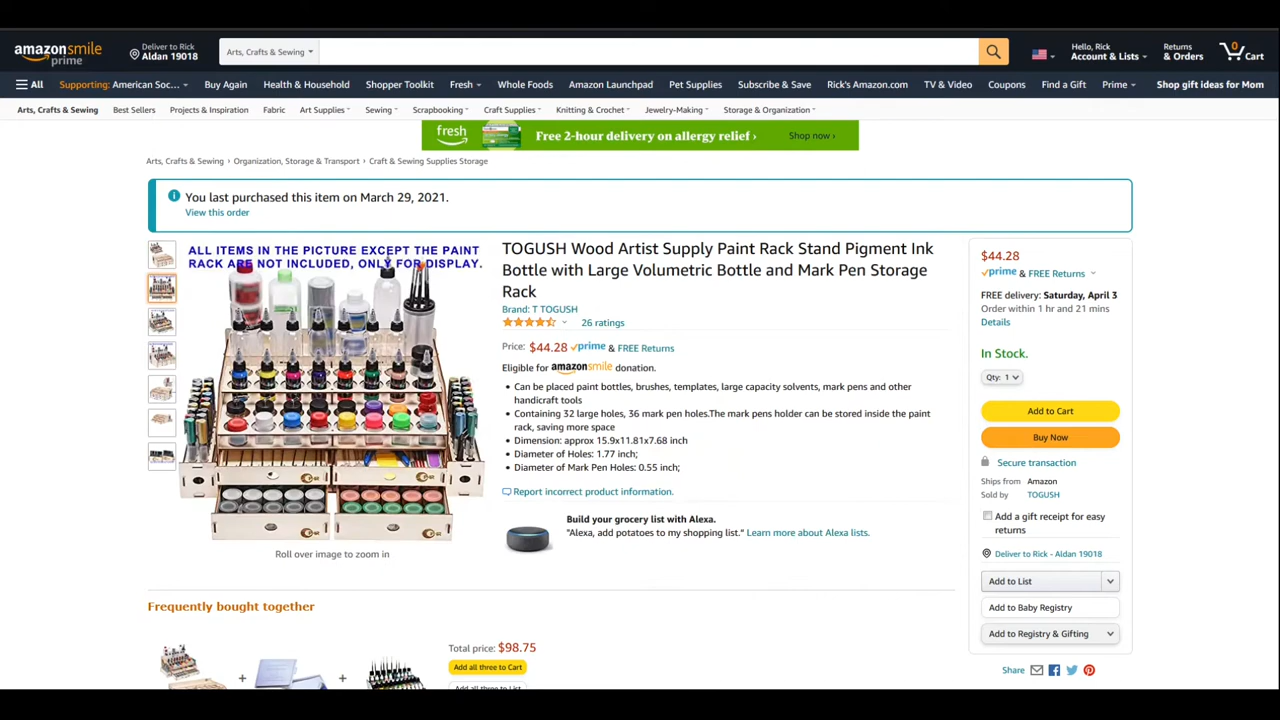 amazonsmile
prime
Deliver to Rick
Aldan 19018
Arts, Crafts & Sewing
Hello, Rick
Account & Lists
Returns
& Orders
0
Cart
All
Supporting: American Soc...
Buy Again
Health & Household
Shopper Toolkit
Fresh
Whole Foods
Amazon Launchpad
Pet Supplies
Subscribe & Save
Rick's Amazon.com
TV & Video
Coupons
Find a Gift
Prime
Shop gift ideas for Mom
Arts, Crafts & Sewing
Best Sellers
Projects & Inspiration
Fabric
Art Supplies
Sewing
Scrapbooking
Craft Supplies
Knitting & Crochet
Jewelry-Making
Storage & Organization
fresh
Free 2-hour delivery on allergy relief ›
Shop now ›
Arts, Crafts & Sewing › Organization, Storage & Transport › Craft & Sewing Supplies Storage
You last purchased this item on March 29, 2021.
View this order
ALL ITEMS IN THE PICTURE EXCEPT THE PAINT
RACK ARE NOT INCLUDED, ONLY FOR DISPLAY.
Roll over image to zoom in
TOGUSH Wood Artist Supply Paint Rack Stand Pigment Ink
Bottle with Large Volumetric Bottle and Mark Pen Storage
Rack
Brand: T TOGUSH
26 ratings
Price: $44.28 prime & FREE Returns
Eligible for amazonsmile donation.
• Can be placed paint bottles, brushes, templates, large capacity solvents, mark pens and other
handicraft tools
• Containing 32 large holes, 36 mark pen holes.The mark pens holder can be stored inside the paint
rack, saving more space
• Dimension: approx 15.9x11.81x7.68 inch
• Diameter of Holes: 1.77 inch;
• Diameter of Mark Pen Holes: 0.55 inch;
Report incorrect product information.
Build your grocery list with Alexa.
"Alexa, add potatoes to my shopping list." Learn more about Alexa lists.
$44.28
prime & FREE Returns
FREE delivery: Saturday, April 3
Order within 1 hr and 21 mins
Details
In Stock.
Qty: 1
Add to Cart
Buy Now
Secure transaction
Ships from Amazon
Sold by TOGUSH
Add a gift receipt for easy
returns
Deliver to Rick - Aldan 19018
Add to List
Add to Baby Registry
Add to Registry & Gifting
Share
Frequently bought together
+
+
Total price: $98.75
Add all three to Cart
Add all three to List